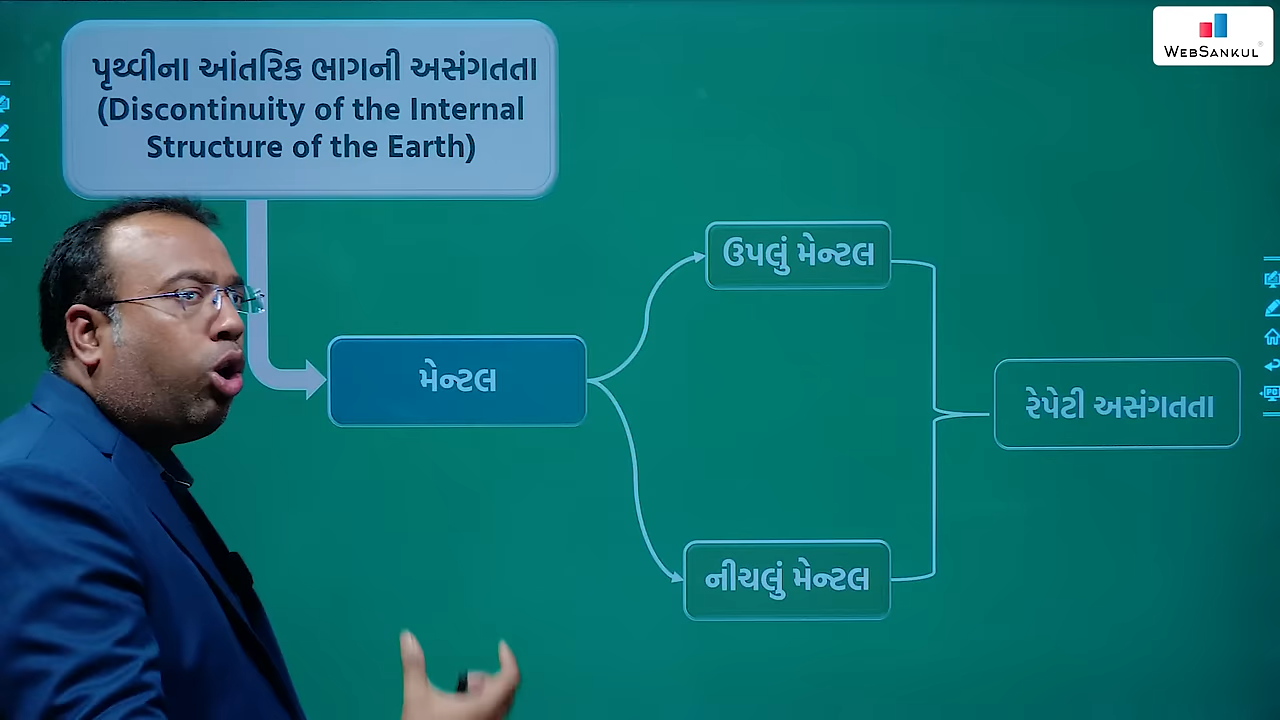 WEBSANKUL
પૃથ્વીના આંતરિક ભાગની અસંગતતા
(Discontinuity of the Internal
Structure of the Earth)
ઉપલું મેન્ટલ
મેન્ટલ
રેપેટી અસંગતતા
નીચલું મેન્ટલ